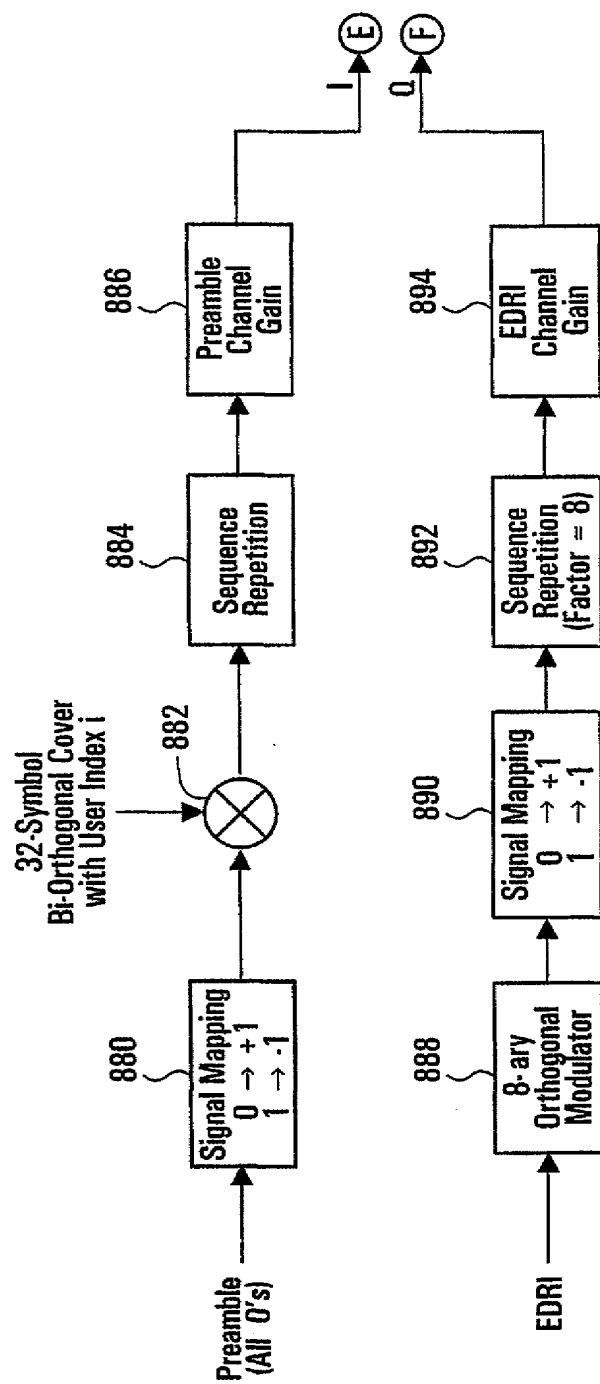 32-Symbol
Bi-Orthogonal Cover
with User Index i
882
880
884
886
Preamble
(All 0's)
Signal Mapping
0 → +1
1 → -1
Sequence
Repetition
Preamble
Channel
Gain
I
E
888
890
892
894
EDRI
8-ary
Orthogonal
Modulator
Signal Mapping
0 → +1
1 → -1
Sequence
Repetition
(Factor = 8)
EDRI
Channel
Gain
Q
F